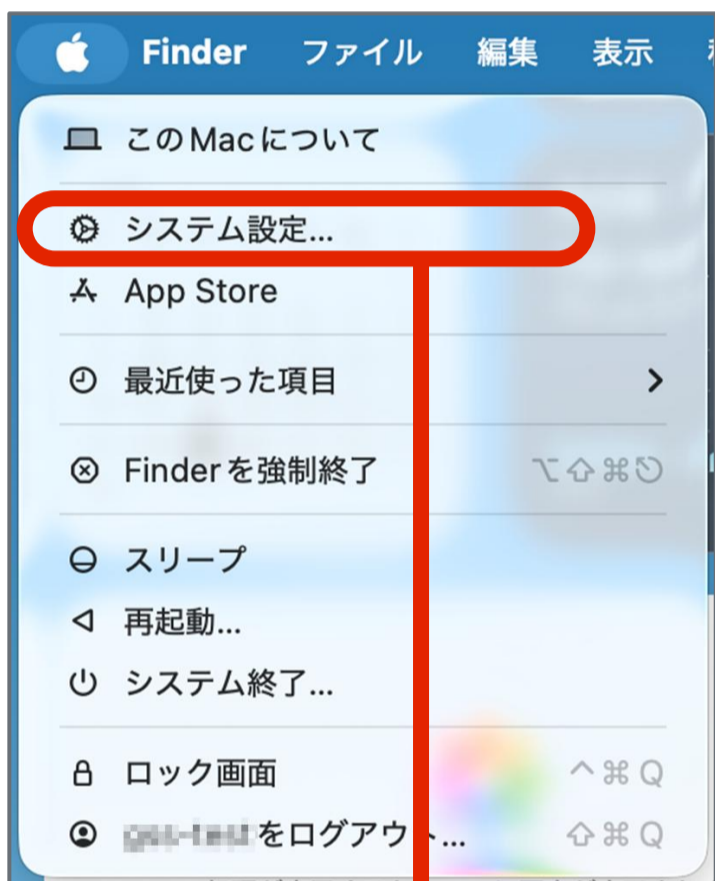 Finder ファイル 編集 表示
このMacについて
システム設定...
App Store
最近使った項目
Finderを強制終了 ⌥⇧⌘⎋
スリープ
再起動...
システム終了...
ロック画面 ^⌘Q
をログアウト... ⇧⌘Q